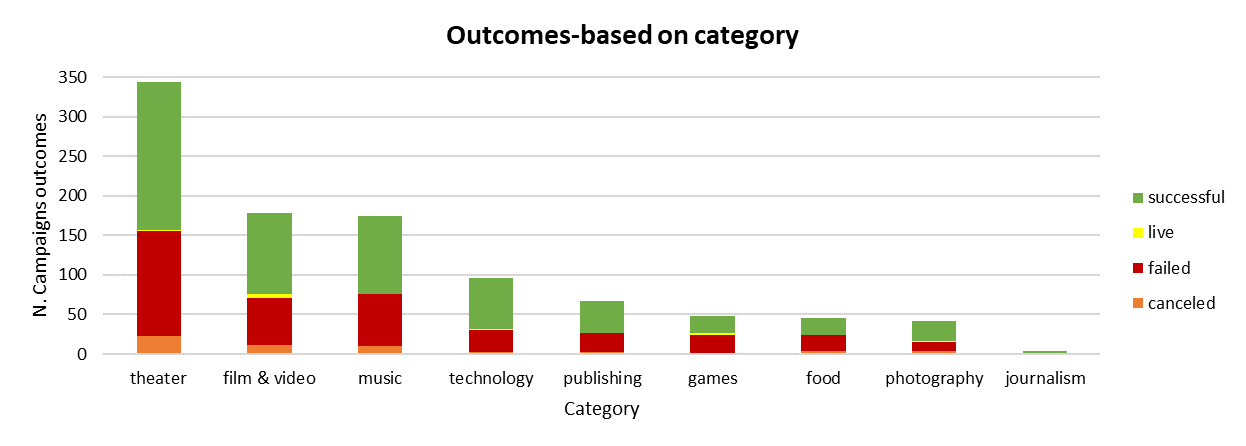 Outcomes-based on category
N. Campaigns outcomes
350
300
250
200
150
100
50
0
theater film & video music technology publishing games food photography journalism
Category
successful
live
failed
canceled